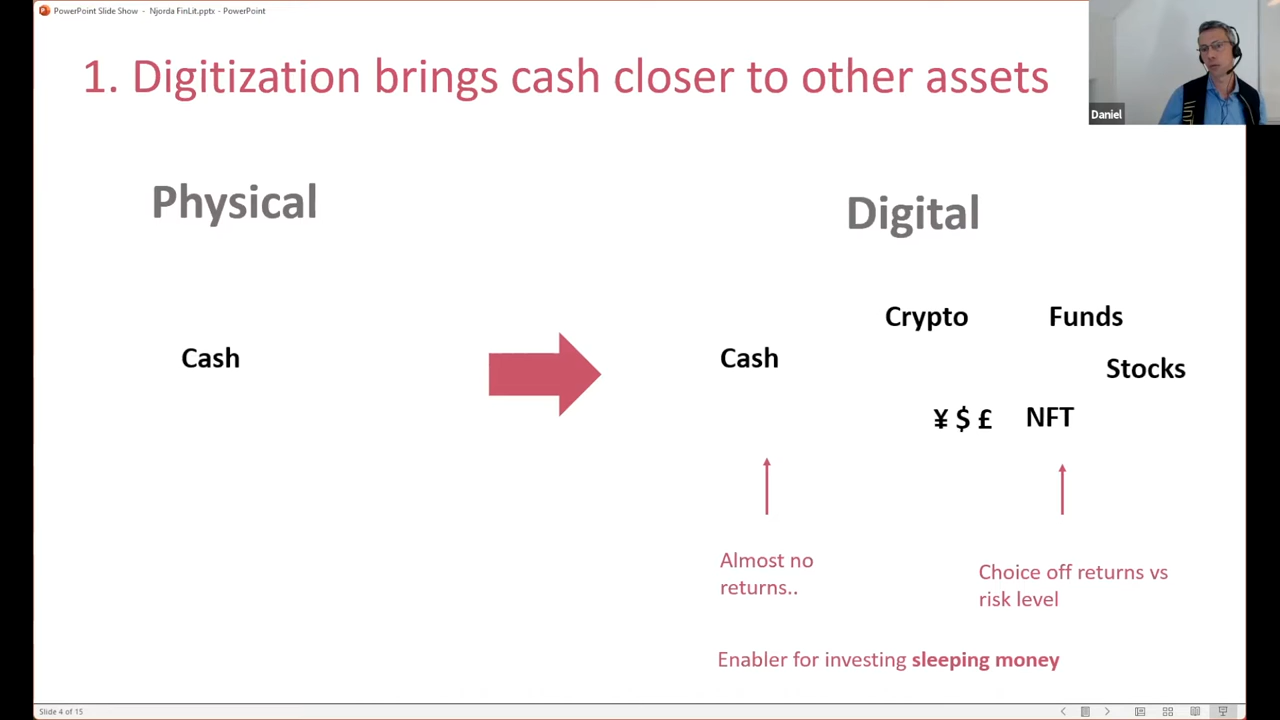 PowerPoint Slide Show - Njorda FinLit.pptx - PowerPoint
1. Digitization brings cash closer to other assets
Daniel
Physical
Digital
Crypto
Funds
Cash
Cash
Stocks
¥ $ £
NFT
Almost no
returns..
Choice off returns vs
risk level
Enabler for investing sleeping money
Slide 4 of 15